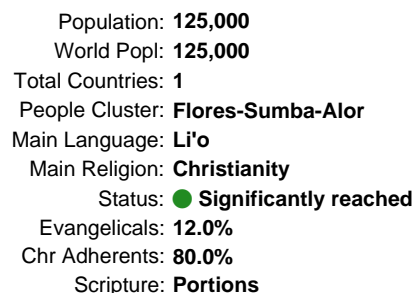 Population: 125,000
World Popl: 125,000
Total Countries: 1
People Cluster: Flores-Sumba-Alor
Main Language: Li'o
Main Religion: Christianity
Status: Significantly reached
Evangelicals: 12.0%
Chr Adherents: 80.0%
Scripture: Portions